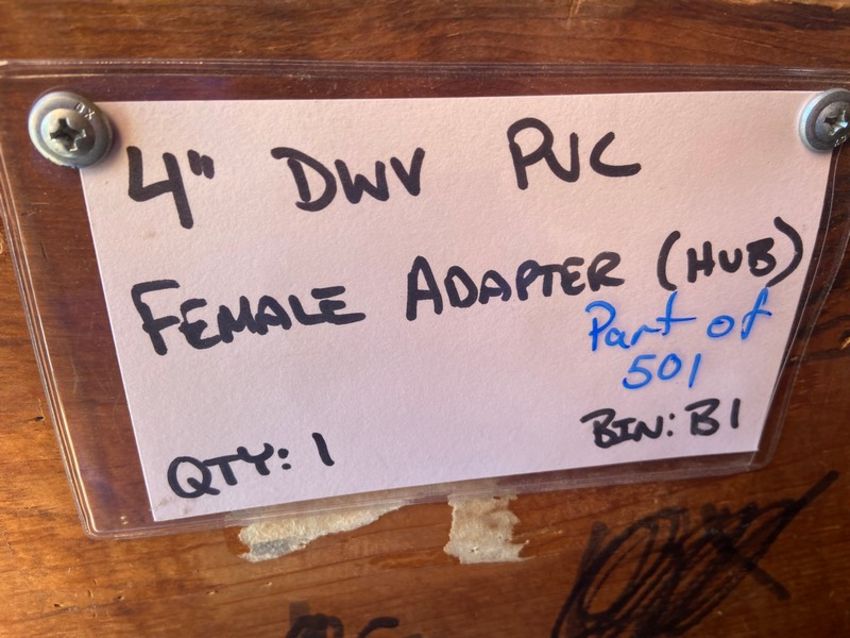 4" DWV PVC
FEMALE ADAPTER (HUB)
Part of
501
QTY: 1 BIN: B1